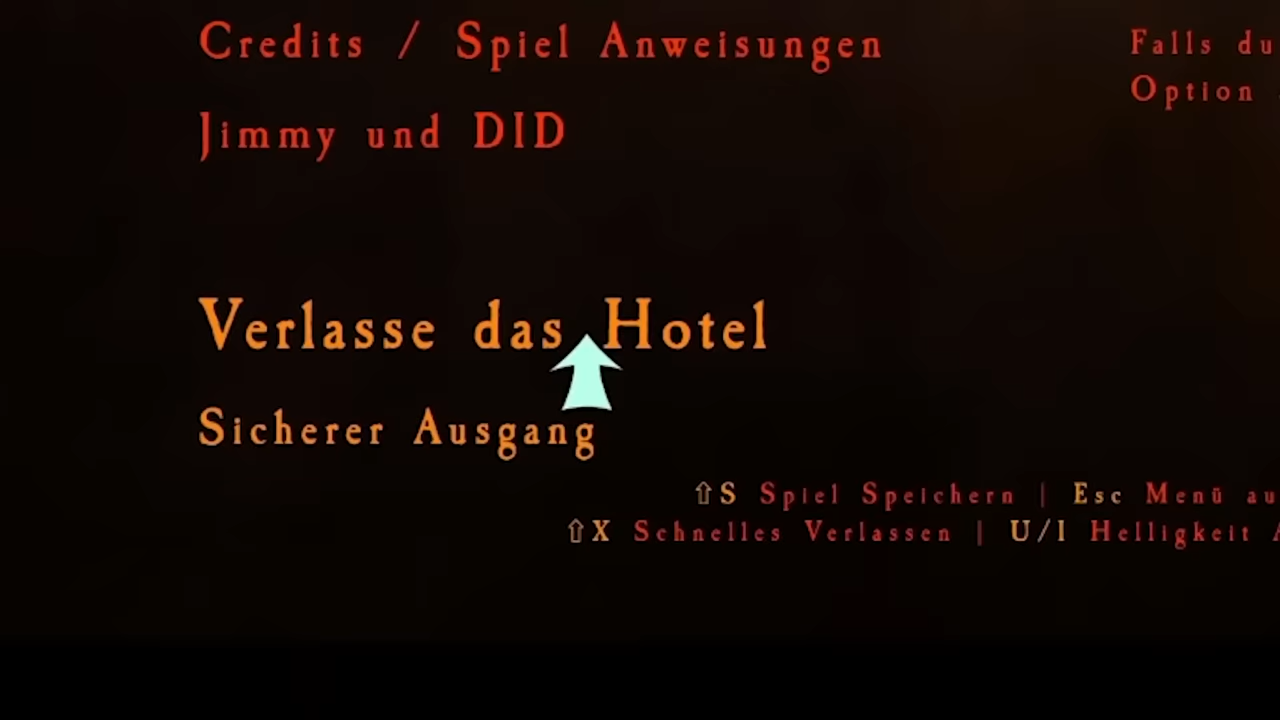 Credits / Spiel Anweisungen
Falls du
Option
Jimmy und DID
Verlasse das Hotel
Sicherer Ausgang
⇧S Spiel Speichern | Esc Menü au
⇧X Schnelles Verlassen | U/I Helligkeit